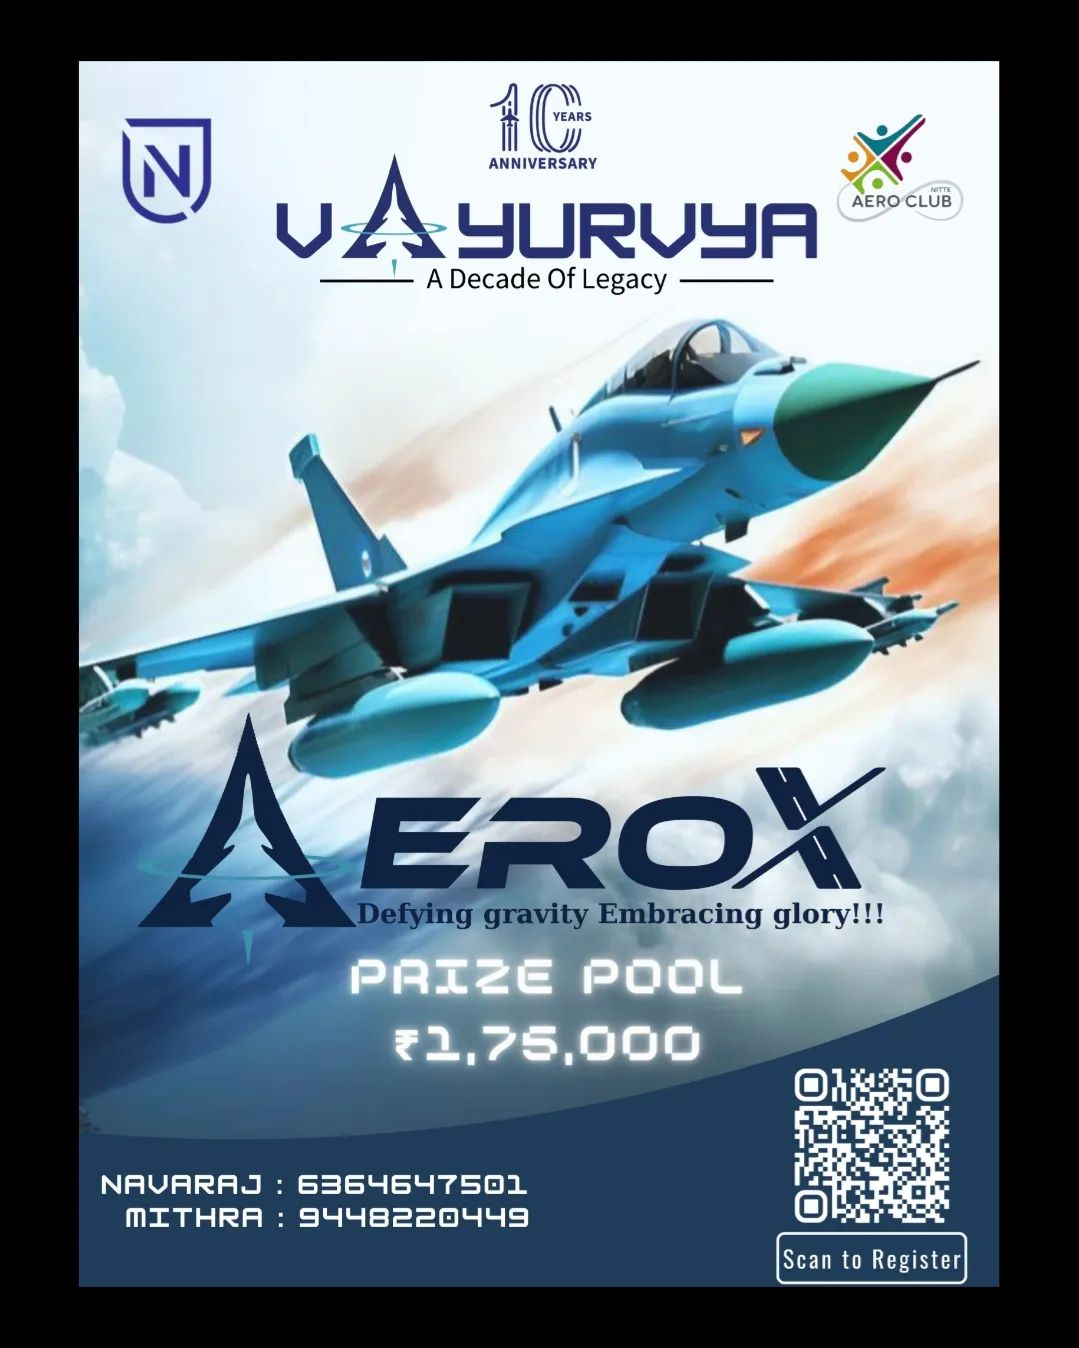 10
YEARS
ANNIVERSARY
N
NITTE
AERO CLUB
VAYURVYA
A Decade Of Legacy
AEROX
Defying gravity Embracing glory!!!
PRIZE POOL
₹1,75,000
NAVARAJ : 6364647501
MITHRA : 9448220449
Scan to Register